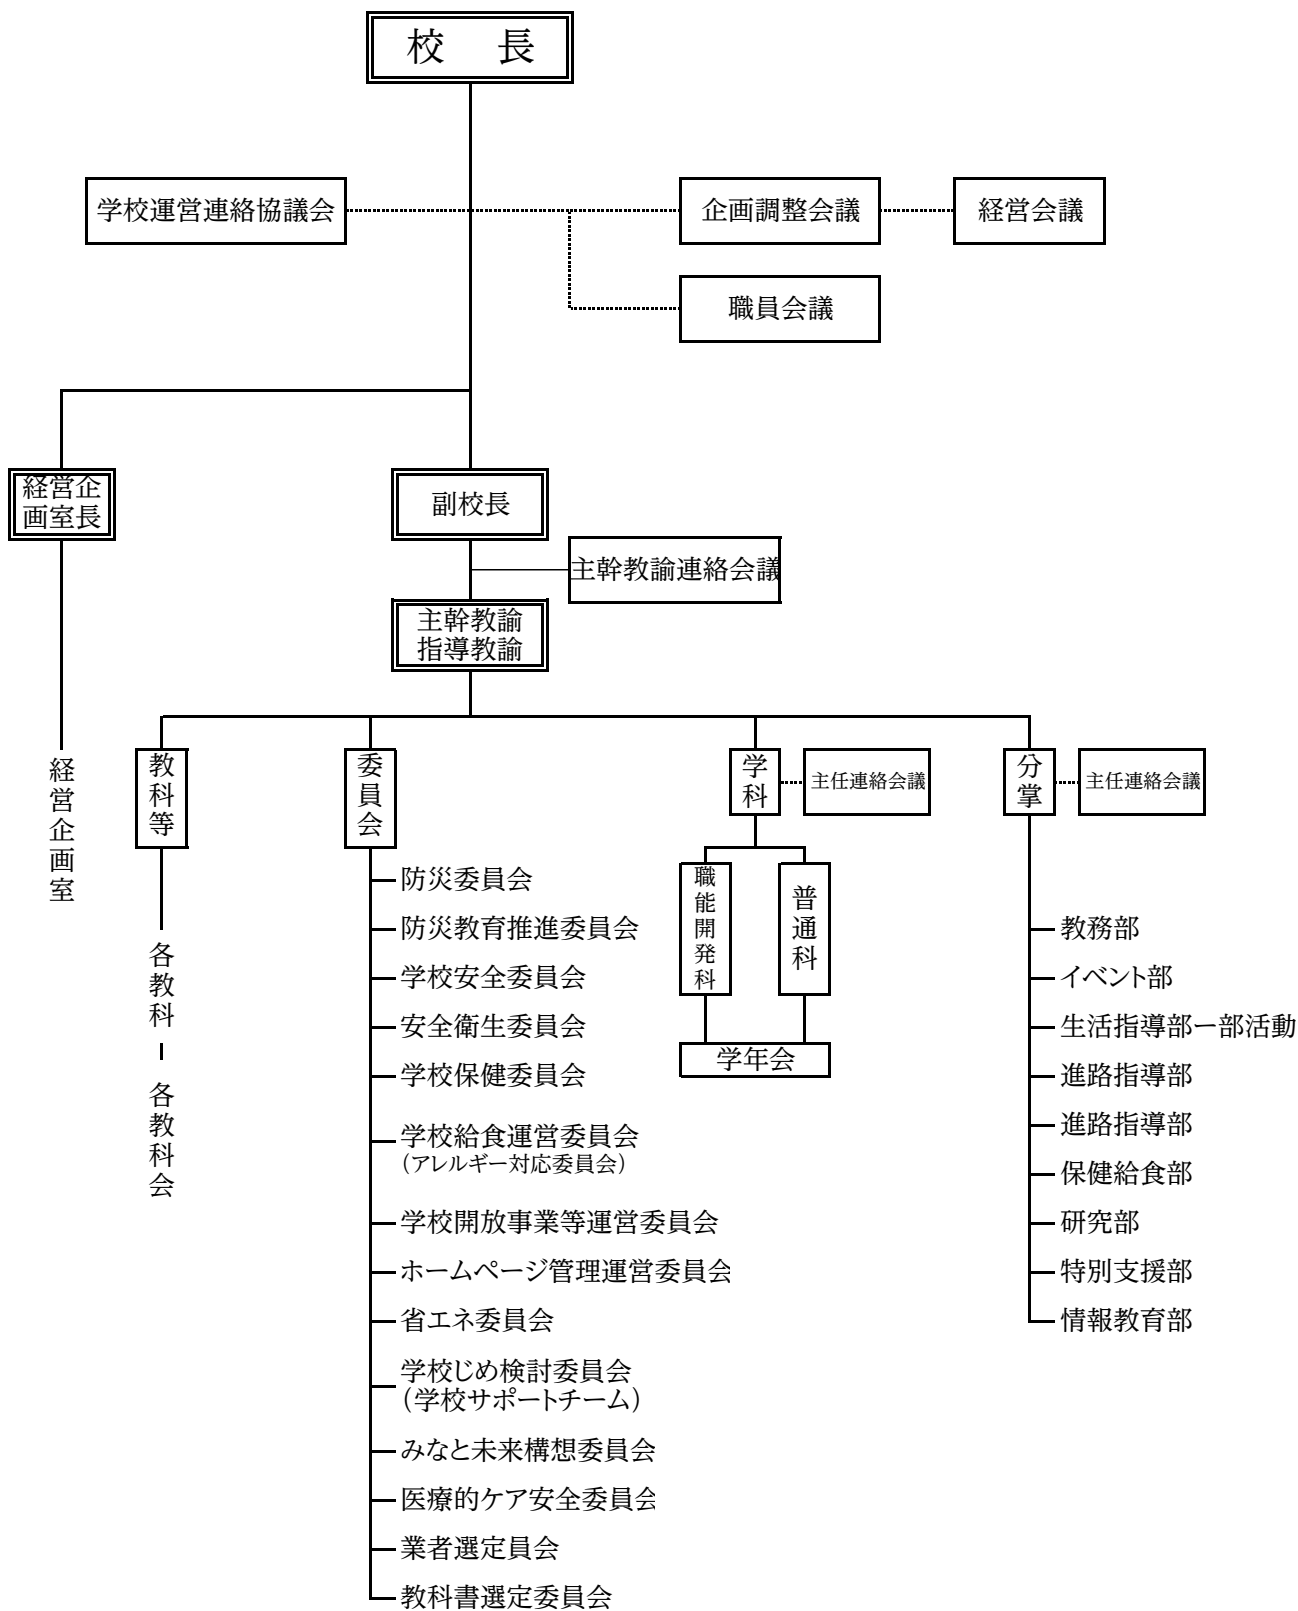 校　長
学校運営連絡協議会
企画調整会議
経営会議
職員会議
経営企
画室長
副校長
主幹教諭連絡会議
主幹教諭
指導教諭
経営企画室
教科等
各教科
各教科会
委員会
防災委員会
防災教育推進委員会
学校安全委員会
安全衛生委員会
学校保健委員会
学校給食運営委員会
（アレルギー対応委員会）
学校開放事業等運営委員会
ホームページ管理運営委員会
省エネ委員会
学校じめ検討委員会
（学校サポートチーム）
みなと未来構想委員会
医療的ケア安全委員会
業者選定員会
教科書選定委員会
学科
主任連絡会議
職能開発科
普通科
学年会
分掌
主任連絡会議
教務部
イベント部
生活指導部ー部活動
進路指導部
進路指導部
保健給食部
研究部
特別支援部
情報教育部